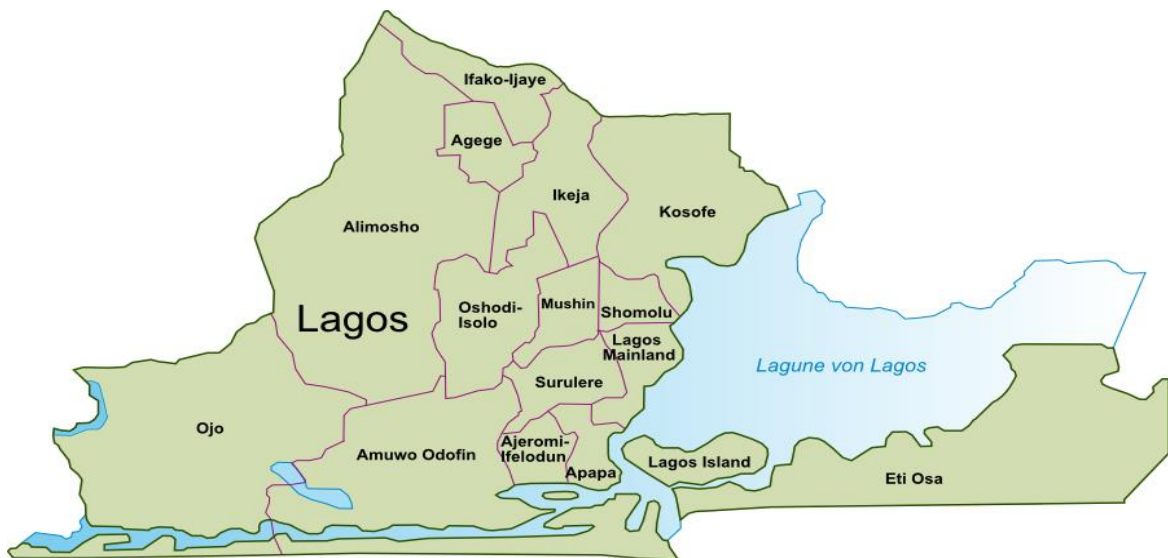 Ifako-Ijaye
Agege
Ikeja
Kosofe
Alimosho
Oshodi-
Isolo
Mushin
Shomolu
Lagos
Lagos
Mainland
Lagune von Lagos
Surulere
Ojo
Amuwo Odofin
Ajeromi-
Ifelodun
Apapa
Lagos Island
Eti Osa